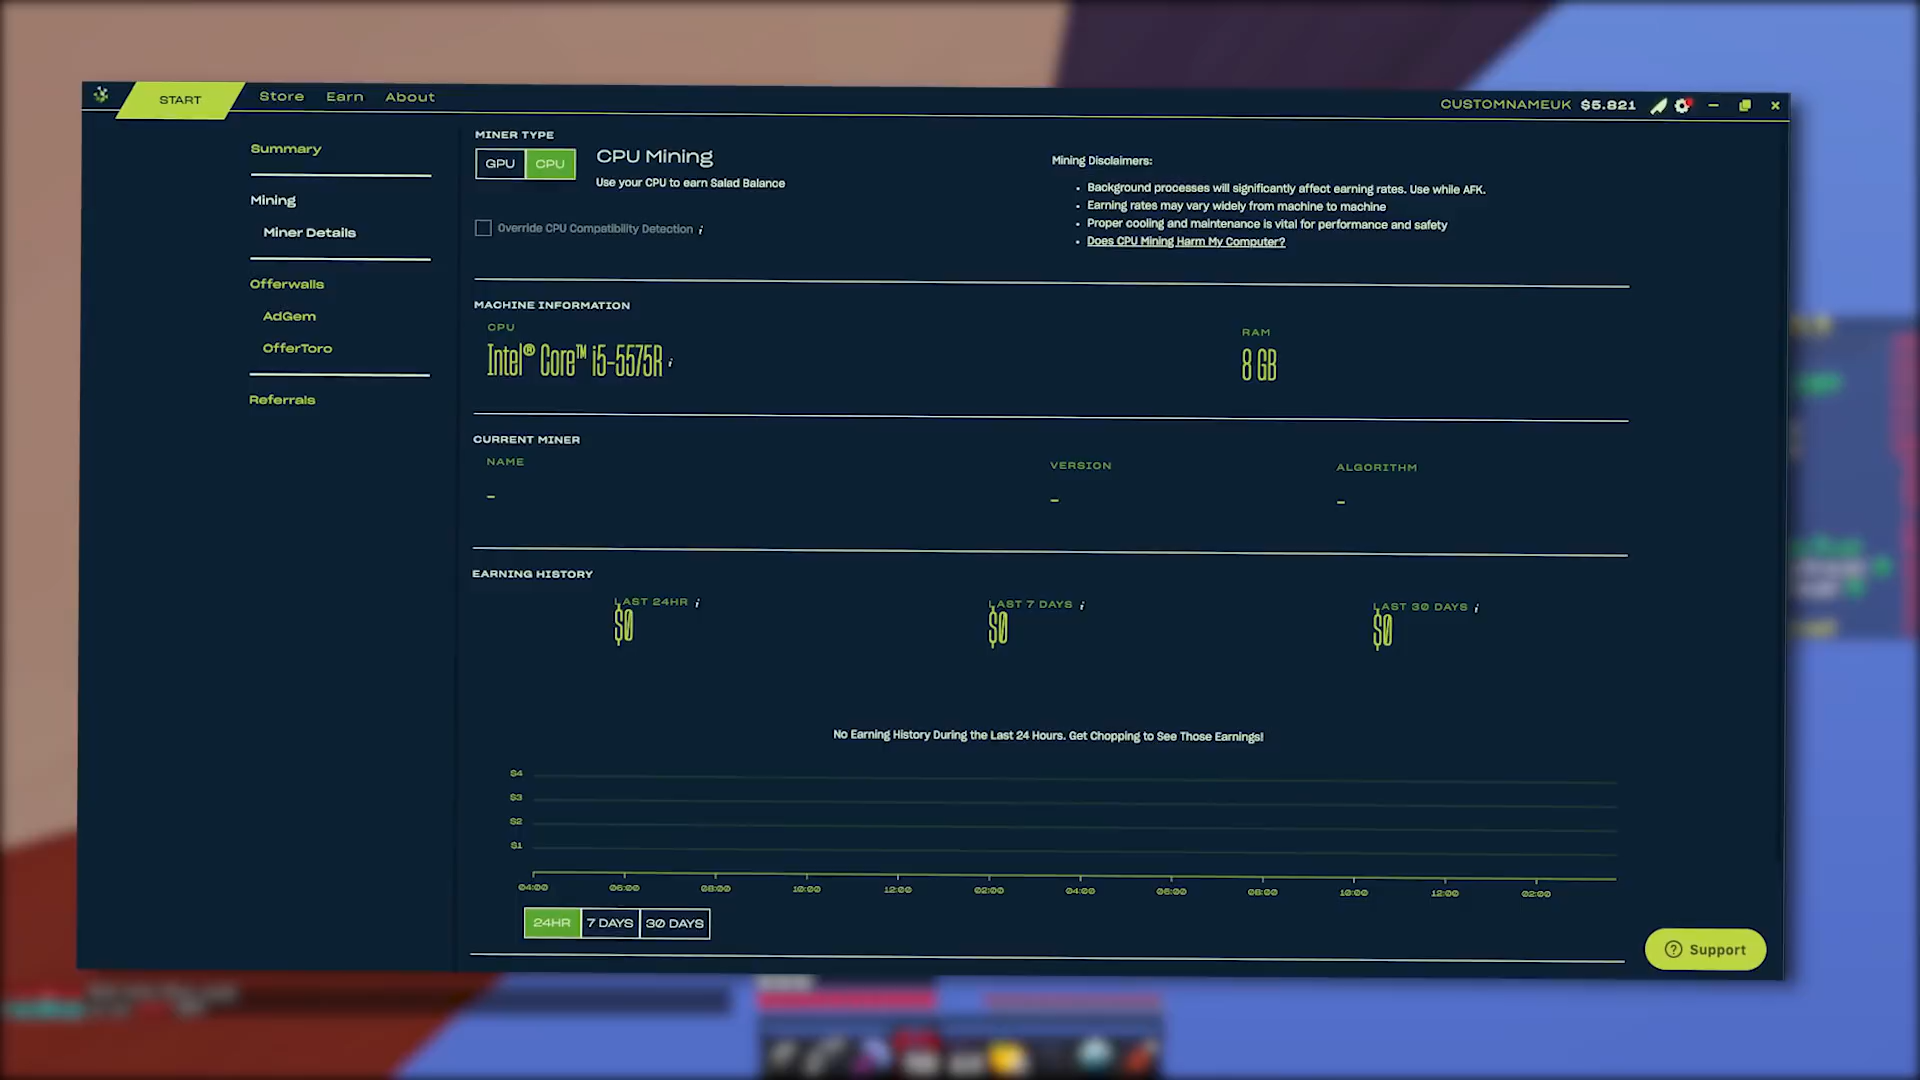 START
Store
Earn
About
CUSTOMNAMEUK $5.821
Summary
Mining
Miner Details
Offerwalls
AdGem
OfferToro
Referrals
MINER TYPE
GPU
CPU
CPU Mining
Use your CPU to earn Salad Balance
Override CPU Compatibility Detection i
Mining Disclaimers:
• Background processes will significantly affect earning rates. Use while AFK.
• Earning rates may vary widely from machine to machine
• Proper cooling and maintenance is vital for performance and safety
• Does CPU Mining Harm My Computer?
MACHINE INFORMATION
CPU
Intel® Core™ i5-5575R i
RAM
8 GB
CURRENT MINER
NAME
-
VERSION
-
ALGORITHM
-
EARNING HISTORY
LAST 24HR i
$0
LAST 7 DAYS i
$0
LAST 30 DAYS i
$0
No Earning History During the Last 24 Hours. Get Chopping to See Those Earnings!
$4
$3
$2
$1
04:00 06:00 08:00 10:00 12:00 02:00 04:00 06:00 08:00 10:00 12:00 02:00
24HR
7 DAYS
30 DAYS
? Support